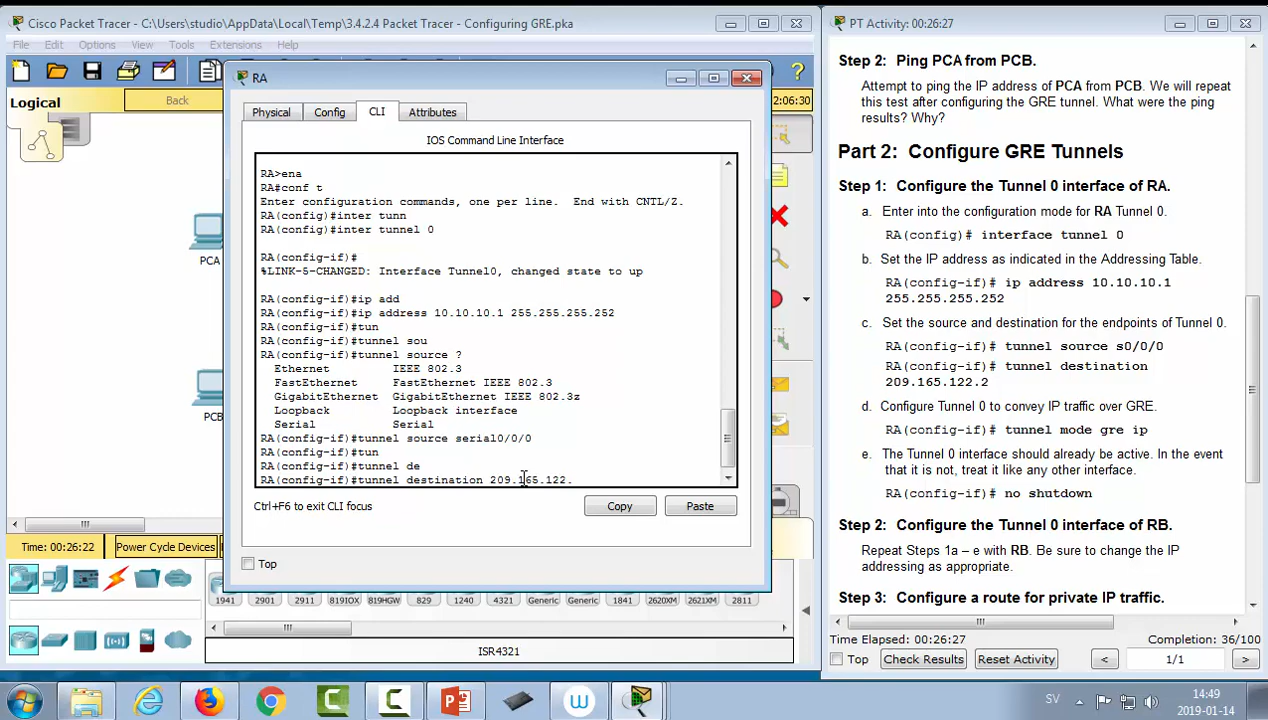 Cisco Packet Tracer - C:\Users\studio\AppData\Local\Temp\3.4.2.4 Packet Tracer - Configuring GRE.pka
File Edit Options View Tools Extensions Help
Logical
Back
2:06:30
PCA
PCB
RA
Physical Config CLI Attributes
IOS Command Line Interface
RA>ena
RA#conf t
Enter configuration commands, one per line. End with CNTL/Z.
RA(config)#inter tunn
RA(config)#inter tunnel 0
RA(config-if)#
%LINK-5-CHANGED: Interface Tunnel0, changed state to up
RA(config-if)#ip add
RA(config-if)#ip address 10.10.10.1 255.255.255.252
RA(config-if)#tun
RA(config-if)#tunnel sou
RA(config-if)#tunnel source ?
Ethernet IEEE 802.3
FastEthernet FastEthernet IEEE 802.3
GigabitEthernet GigabitEthernet IEEE 802.3z
Loopback Loopback interface
Serial Serial
RA(config-if)#tunnel source serial0/0/0
RA(config-if)#tun
RA(config-if)#tunnel de
RA(config-if)#tunnel destination 209.165.122.
Ctrl+F6 to exit CLI focus
Copy
Paste
Top
Time: 00:26:22 Power Cycle Devices
1941 2901 2911 819IOX 819HGW 829 1240 4321 Generic Generic 1841 2620XM 2621XM 2811
ISR4321
PT Activity: 00:26:27
Step 2: Ping PCA from PCB.
Attempt to ping the IP address of PCA from PCB. We will repeat
this test after configuring the GRE tunnel. What were the ping
results? Why?
Part 2: Configure GRE Tunnels
Step 1: Configure the Tunnel 0 interface of RA.
a. Enter into the configuration mode for RA Tunnel 0.
RA(config)# interface tunnel 0
b. Set the IP address as indicated in the Addressing Table.
RA(config-if)# ip address 10.10.10.1
255.255.255.252
c. Set the source and destination for the endpoints of Tunnel 0.
RA(config-if)# tunnel source s0/0/0
RA(config-if)# tunnel destination
209.165.122.2
d. Configure Tunnel 0 to convey IP traffic over GRE.
RA(config-if)# tunnel mode gre ip
e. The Tunnel 0 interface should already be active. In the event
that it is not, treat it like any other interface.
RA(config-if)# no shutdown
Step 2: Configure the Tunnel 0 interface of RB.
Repeat Steps 1a – e with RB. Be sure to change the IP
addressing as appropriate.
Step 3: Configure a route for private IP traffic.
Time Elapsed: 00:26:27 Completion: 36/100
Top Check Results Reset Activity < 1/1 >
SV
14:49
2019-01-14